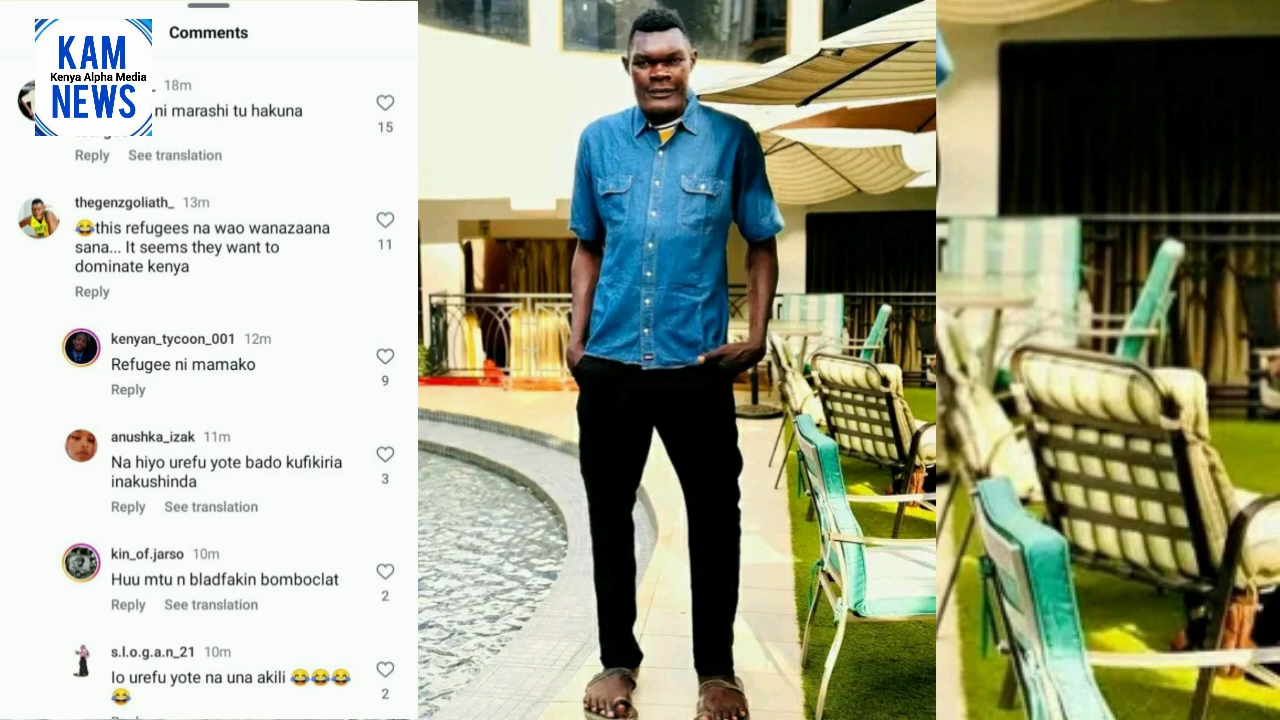 Comments
KAM
Kenya Alpha Media
NEWS
18m
ni marashi tu hakuna
15
Reply See translation
thegenzgoliath_ 13m
😂this refugees na wao wanazaana
sana... It seems they want to
dominate kenya
11
Reply
kenyan_tycoon_001 12m
Refugee ni mamako
9
Reply
anushka_izak 11m
Na hiyo urefu yote bado kufikiria
inakushinda
3
Reply See translation
kin_of.jarso 10m
Huu mtu n bladfakin bomboclat
2
Reply See translation
s.l.o.g.a.n_21 10m
Io urefu yote na una akili 😂😂😂
😂
2